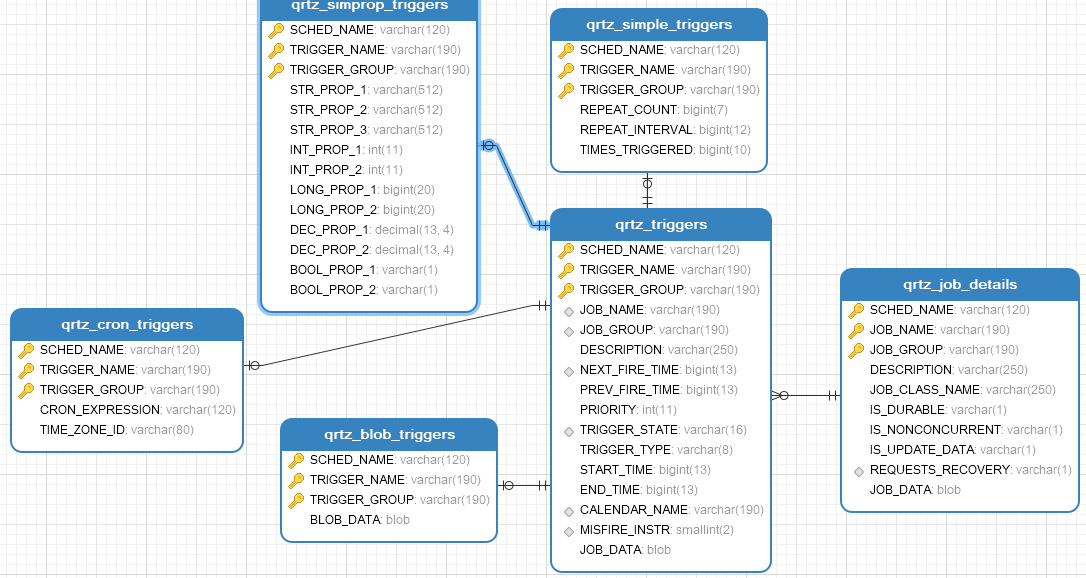 qrtz_simprop_triggers
SCHED_NAME: varchar(120)
TRIGGER_NAME: varchar(190)
TRIGGER_GROUP: varchar(190)
STR_PROP_1: varchar(512)
STR_PROP_2: varchar(512)
STR_PROP_3: varchar(512)
INT_PROP_1: int(11)
INT_PROP_2: int(11)
LONG_PROP_1: bigint(20)
LONG_PROP_2: bigint(20)
DEC_PROP_1: decimal(13, 4)
DEC_PROP_2: decimal(13, 4)
BOOL_PROP_1: varchar(1)
BOOL_PROP_2: varchar(1)
qrtz_simple_triggers
SCHED_NAME: varchar(120)
TRIGGER_NAME: varchar(190)
TRIGGER_GROUP: varchar(190)
REPEAT_COUNT: bigint(7)
REPEAT_INTERVAL: bigint(12)
TIMES_TRIGGERED: bigint(10)
qrtz_triggers
SCHED_NAME: varchar(120)
TRIGGER_NAME: varchar(190)
TRIGGER_GROUP: varchar(190)
JOB_NAME: varchar(190)
JOB_GROUP: varchar(190)
DESCRIPTION: varchar(250)
NEXT_FIRE_TIME: bigint(13)
PREV_FIRE_TIME: bigint(13)
PRIORITY: int(11)
TRIGGER_STATE: varchar(16)
TRIGGER_TYPE: varchar(8)
START_TIME: bigint(13)
END_TIME: bigint(13)
CALENDAR_NAME: varchar(190)
MISFIRE_INSTR: smallint(2)
JOB_DATA: blob
qrtz_job_details
SCHED_NAME: varchar(120)
JOB_NAME: varchar(190)
JOB_GROUP: varchar(190)
DESCRIPTION: varchar(250)
JOB_CLASS_NAME: varchar(250)
IS_DURABLE: varchar(1)
IS_NONCONCURRENT: varchar(1)
IS_UPDATE_DATA: varchar(1)
REQUESTS_RECOVERY: varchar(1)
JOB_DATA: blob
qrtz_cron_triggers
SCHED_NAME: varchar(120)
TRIGGER_NAME: varchar(190)
TRIGGER_GROUP: varchar(190)
CRON_EXPRESSION: varchar(120)
TIME_ZONE_ID: varchar(80)
qrtz_blob_triggers
SCHED_NAME: varchar(120)
TRIGGER_NAME: varchar(190)
TRIGGER_GROUP: varchar(190)
BLOB_DATA: blob